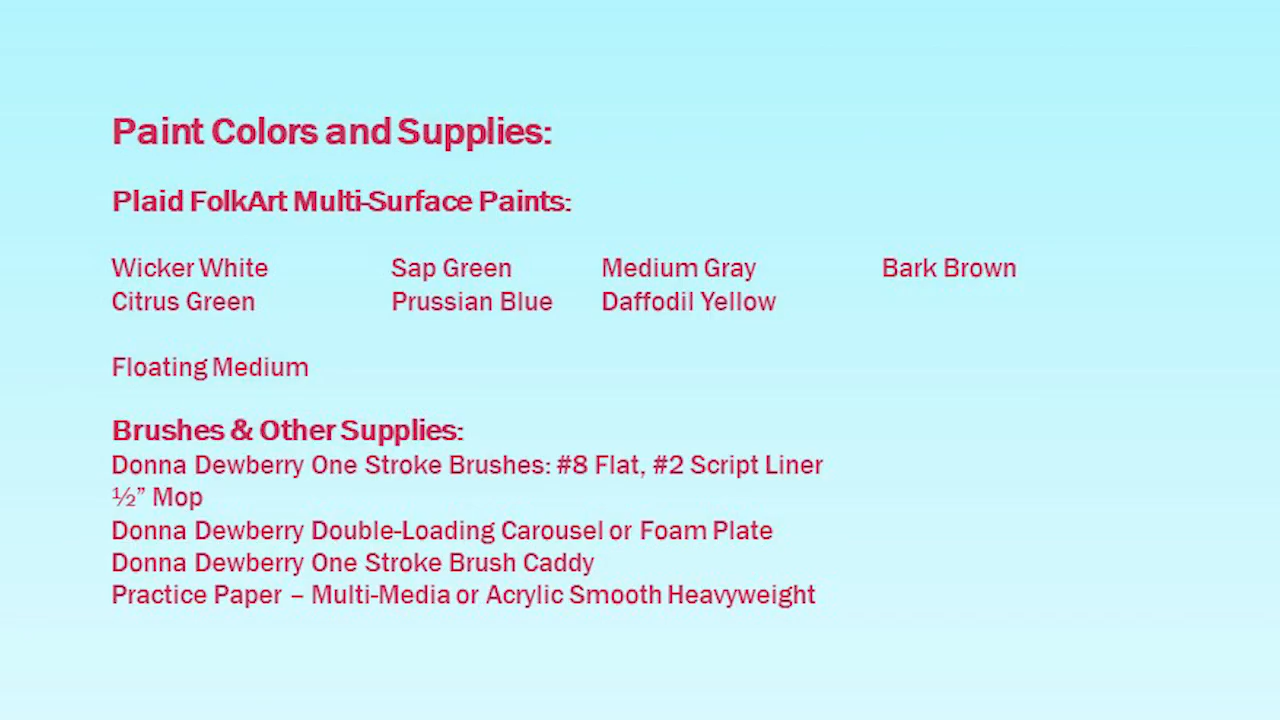 Paint Colors and Supplies:
Plaid FolkArt Multi-Surface Paints:
Wicker White Sap Green Medium Gray Bark Brown
Citrus Green Prussian Blue Daffodil Yellow
Floating Medium
Brushes & Other Supplies:
Donna Dewberry One Stroke Brushes: #8 Flat, #2 Script Liner
½” Mop
Donna Dewberry Double-Loading Carousel or Foam Plate
Donna Dewberry One Stroke Brush Caddy
Practice Paper – Multi-Media or Acrylic Smooth Heavyweight